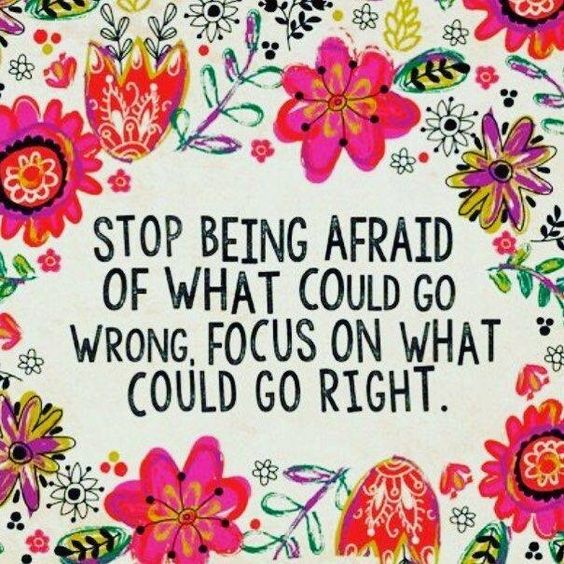 STOP BEING AFRAID
OF WHAT COULD GO
WRONG, FOCUS ON WHAT
COULD GO RIGHT.